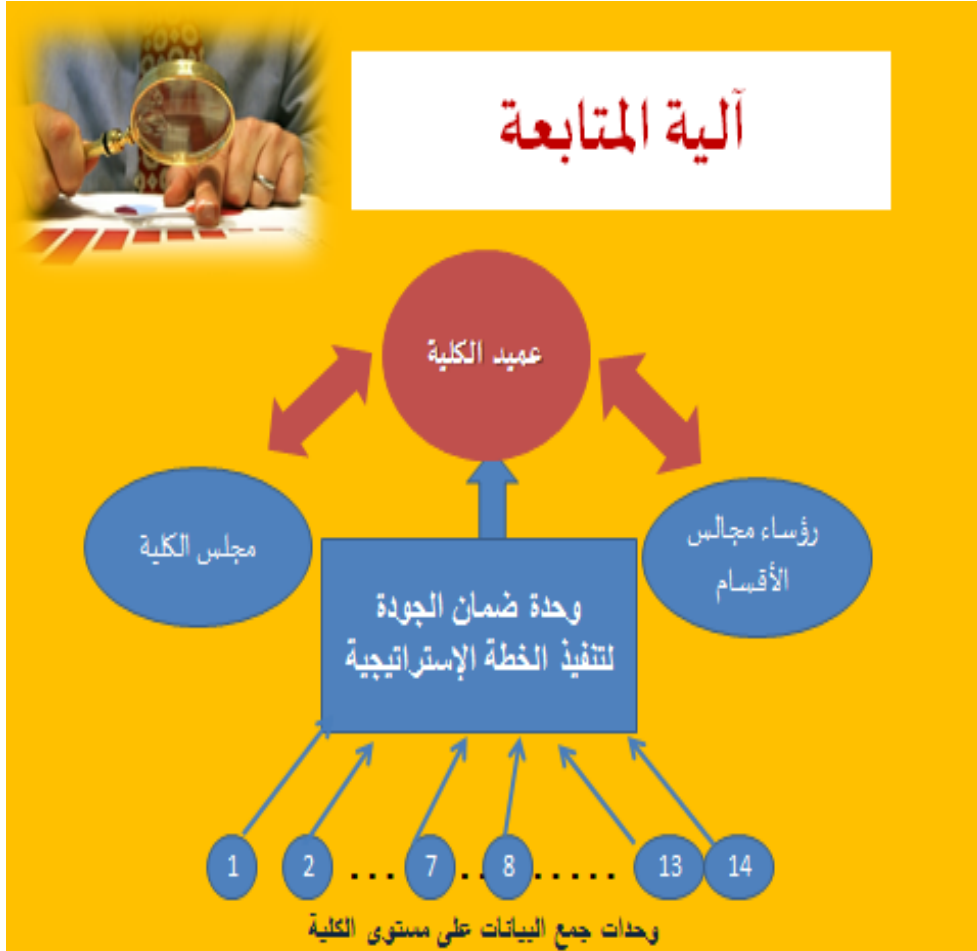 آلية المتابعة
عميد الكلية
رؤساء مجالس
الأقسام
مجلس الكلية
وحدة ضمان الجودة
لتنفيذ الخطة الإستراتيجية
1 2 ... 7 .. 8 ..... 13 14
وحدات جمع البيانات على مستوى الكلية